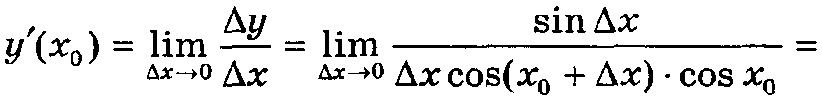 y′(x₀) = lim_{Δx→0} Δy/Δx = lim_{Δx→0} sin Δx / (Δx cos(x₀ + Δx) · cos x₀) =